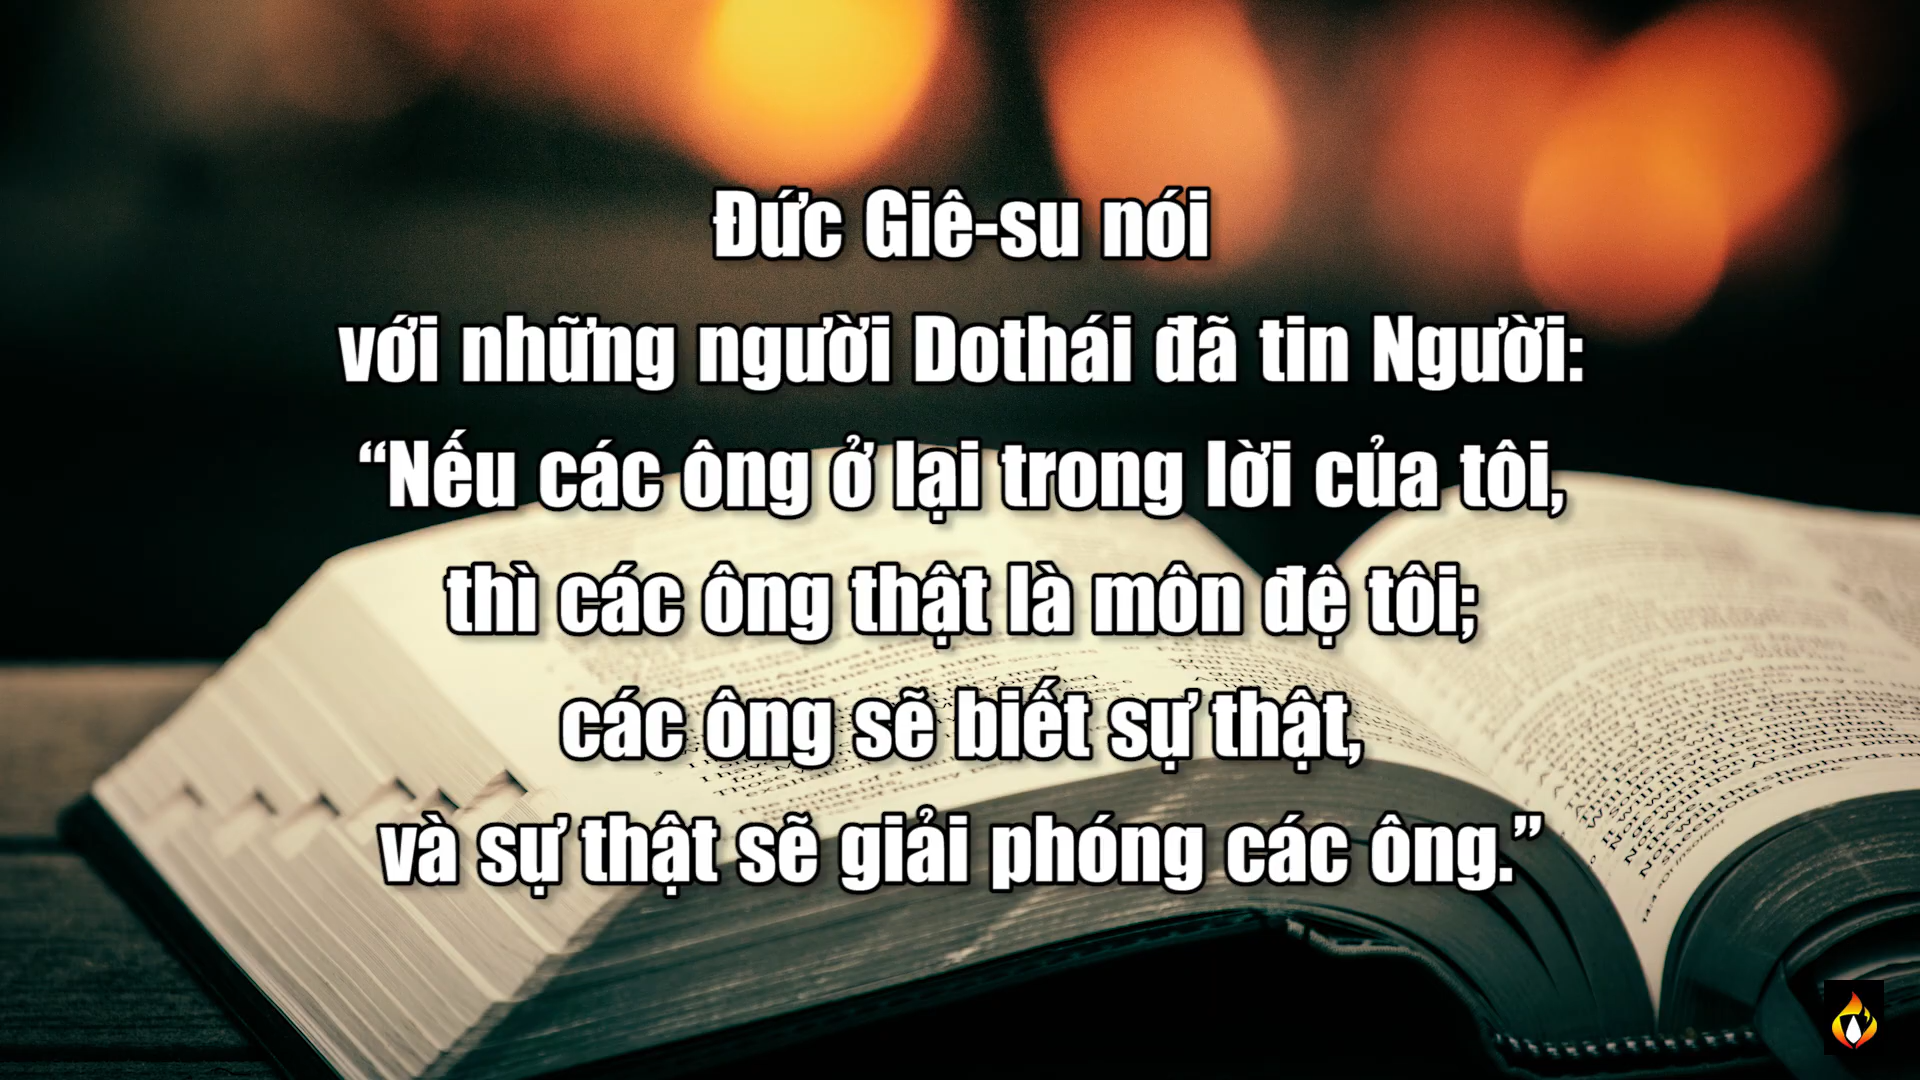 Đức Giê-su nói
với những người Dothái đã tin Người:
“Nếu các ông ở lại trong lời của tôi,
thì các ông thật là môn đệ tôi;
các ông sẽ biết sự thật,
và sự thật sẽ giải phóng các ông.”